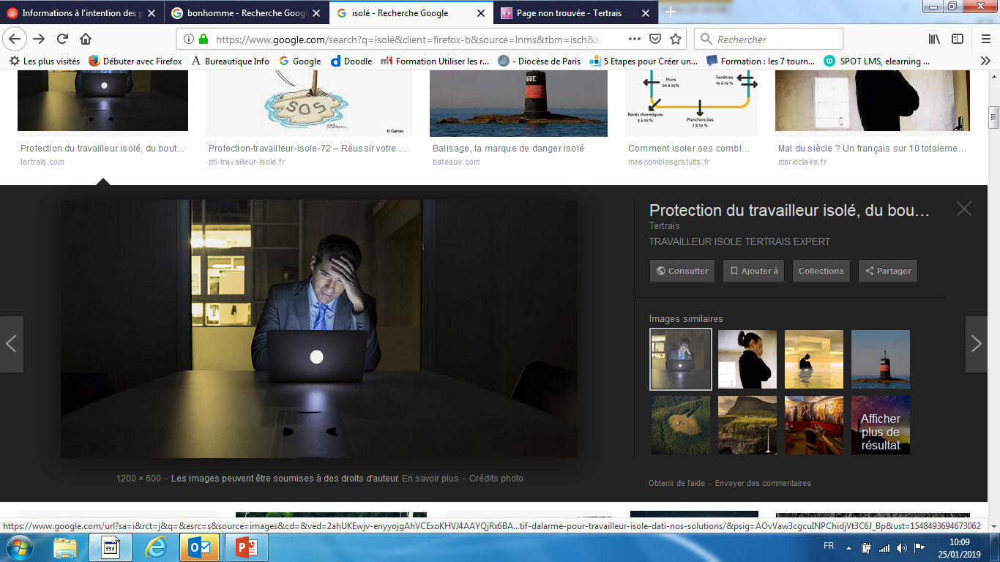 Informations à l'intention des p
bonhomme - Recherche Googl
isolé - Recherche Google
Page non trouvée - Tertrais
https://www.google.com/search?q=isolé&client=firefox-b&source=lnms&tbm=isch&sa
Rechercher
Les plus visités
Débuter avec Firefox
Bureautique Info
Google
Doodle
Formation Utiliser les r...
- Diocèse de Paris
5 Etapes pour Créer un...
Formation : les 7 tourn...
SPOT LMS, elearning ...
SOS
© Gameo
GUE
Murs
20 à 25%
Fenêtres
10 à 15 %
Ponts thermiques
5 à 10 %
Planchers bas
7 à 10 %
Protection du travailleur isolé, du bout...
tertrais.com
Protection-travailleur-isole-72 – Réussir votre ...
pti-travailleur-isole.fr
Balisage, la marque de danger isolé
bateaux.com
Comment isoler ses combl...
mescomblesgratuits.fr
Mal du siècle ? Un français sur 10 totaleme...
marieclaire.fr
Protection du travailleur isolé, du bou...
Tertrais
TRAVAILLEUR ISOLE TERTRAIS EXPERT
Consulter
Ajouter à
Collections
Partager
Images similaires
Afficher
plus de
résultat
1200 × 600 - Les images peuvent être soumises à des droits d'auteur. En savoir plus - Crédits photo
Obtenir de l'aide - Envoyer des commentaires
https://www.google.com/url?sa=i&rct=j&q=&esrc=s&source=images&cd=&ved=2ahUKEwjv-enyyojgAhVCExoKHVJ4AAYQjRx6BA...tif-dalarme-pour-travailleur-isole-dati-nos-solutions/&psig=AOvVaw3cgcuINPChidjVt3C6J_Bp&ust=1548493694673062
FR
10:09
25/01/2019